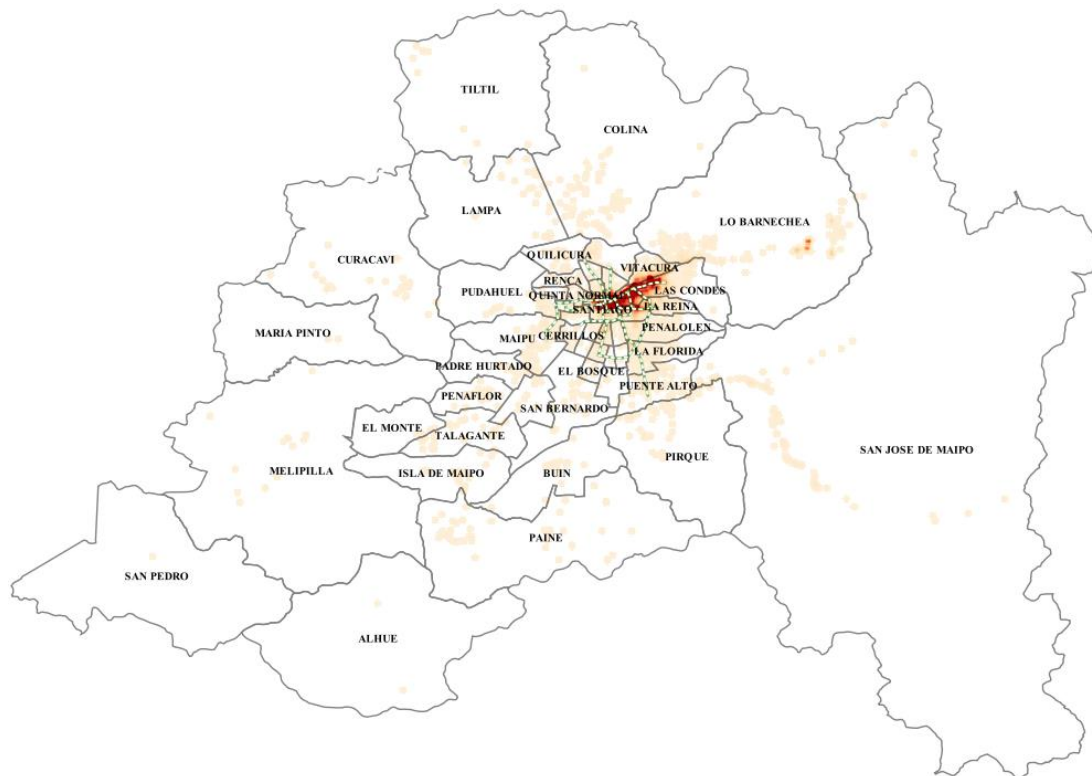 TILTIL
COLINA
LAMPA
LO BARNECHEA
QUILICURA
CURACAVI
VITACURA
RENCA
PUDAHUEL
LAS CONDES
QUINTA NORMAL
LA REINA
SANTIAGO
PENALOLEN
MARIA PINTO
CERRILLOS
MAIPU
LA FLORIDA
PADRE HURTADO
EL BOSQUE
PUENTE ALTO
PENAFLOR
SAN BERNARDO
EL MONTE
TALAGANTE
SAN JOSE DE MAIPO
PIRQUE
MELIPILLA
ISLA DE MAIPO
BUIN
PAINE
SAN PEDRO
ALHUE